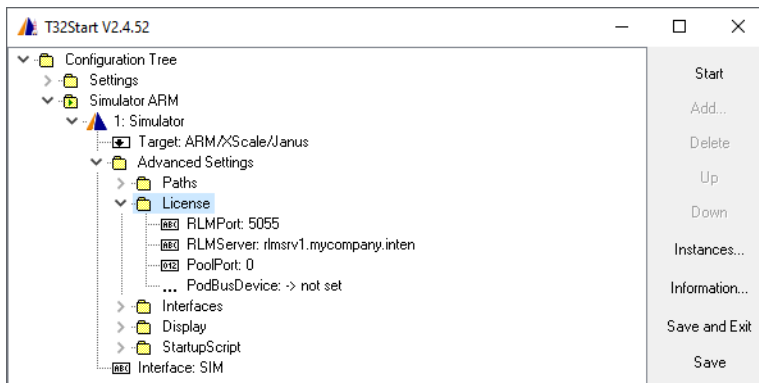 T32Start V2.4.52
Configuration Tree
Settings
Simulator ARM
1: Simulator
Target: ARM/XScale/Janus
Advanced Settings
Paths
License
RLMPort: 5055
RLMServer: rlmsrv1.mycompany.inten
PoolPort: 0
PodBusDevice: -> not set
Interfaces
Display
StartupScript
Interface: SIM
Start
Add...
Delete
Up
Down
Instances...
Information...
Save and Exit
Save